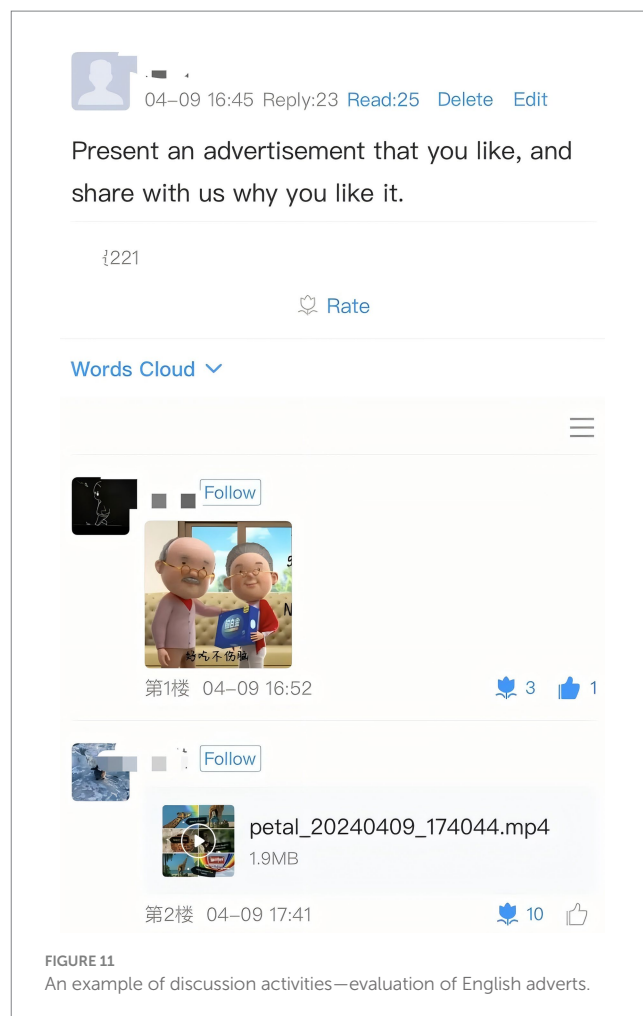 04–09 16:45 Reply:23 Read:25 Delete Edit
Present an advertisement that you like, and
share with us why you like it.
221
Rate
Words Cloud
Follow
好吃不伤脑
第1楼 04–09 16:52
3 1
Follow
petal_20240409_174044.mp4
1.9MB
第2楼 04–09 17:41
10
FIGURE 11
An example of discussion activities—evaluation of English adverts.